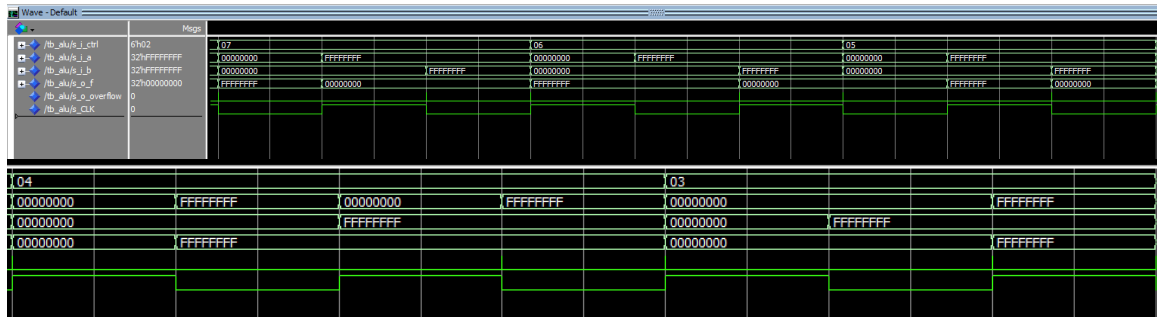 Wave - Default
Msgs
/tb_alu/s_i_ctrl 6'h02 07 06 05
/tb_alu/s_i_a 32'hFFFFFFFF 00000000 FFFFFFFF 00000000 FFFFFFFF 00000000 FFFFFFFF
/tb_alu/s_i_b 32'hFFFFFFFF 00000000 FFFFFFFF 00000000 FFFFFFFF 00000000 FFFFFFFF
/tb_alu/s_o_f 32'h00000000 FFFFFFFF 00000000 FFFFFFFF 00000000 FFFFFFFF 00000000
/tb_alu/s_o_overflow 0
/tb_alu/s_CLK 0
04 03
00000000 FFFFFFFF 00000000 FFFFFFFF 00000000 FFFFFFFF
00000000 FFFFFFFF 00000000 FFFFFFFF
00000000 FFFFFFFF 00000000 FFFFFFFF